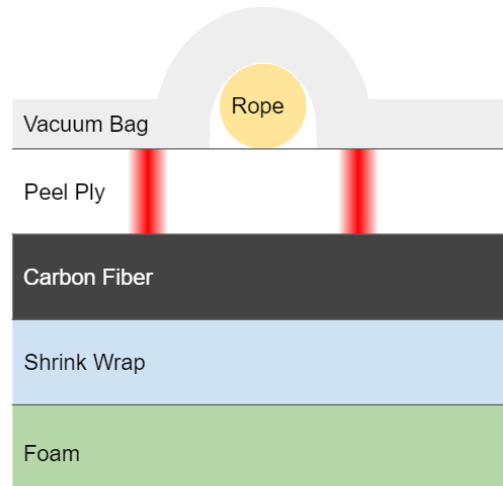 Rope
Vacuum Bag
Peel Ply
Carbon Fiber
Shrink Wrap
Foam